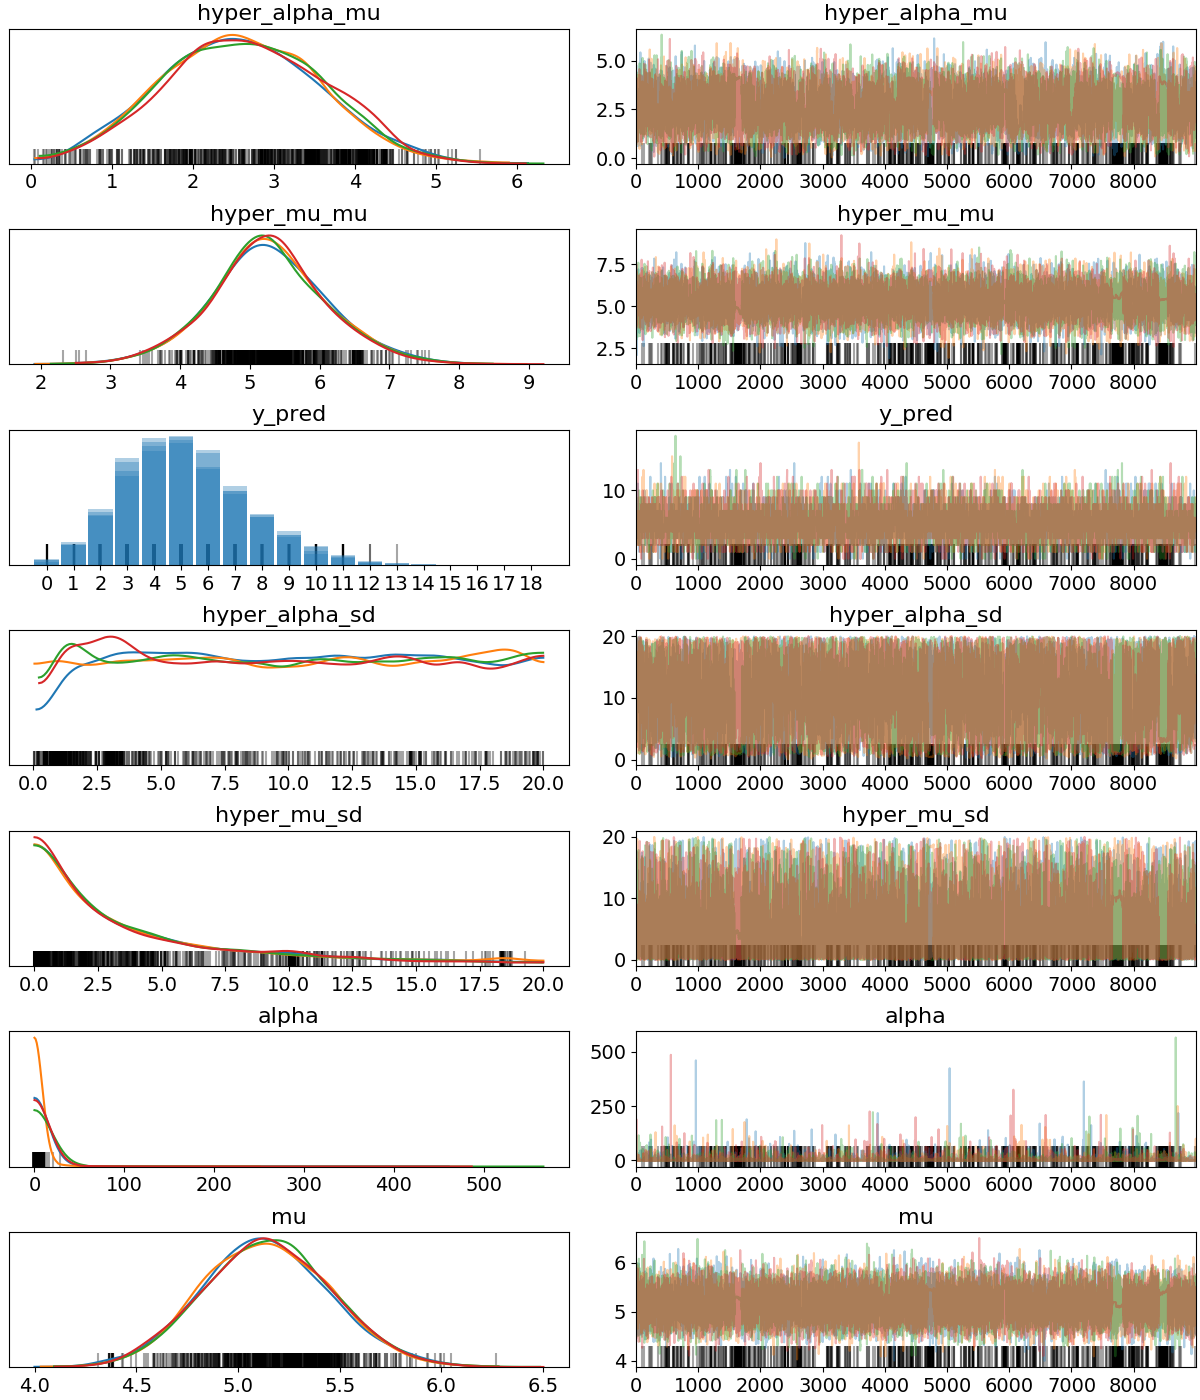 hyper_alpha_mu hyper_alpha_mu
5.0
2.5
0.0
0 1 2 3 4 5 6 0 1000 2000 3000 4000 5000 6000 7000 8000
hyper_mu_mu hyper_mu_mu
7.5
5.0
2.5
2 3 4 5 6 7 8 9 0 1000 2000 3000 4000 5000 6000 7000 8000
y_pred y_pred
10
0
0 1 2 3 4 5 6 7 8 9 10 11 12 13 14 15 16 17 18 0 1000 2000 3000 4000 5000 6000 7000 8000
hyper_alpha_sd hyper_alpha_sd
20
10
0
0.0 2.5 5.0 7.5 10.0 12.5 15.0 17.5 20.0 0 1000 2000 3000 4000 5000 6000 7000 8000
hyper_mu_sd hyper_mu_sd
20
10
0
0.0 2.5 5.0 7.5 10.0 12.5 15.0 17.5 20.0 0 1000 2000 3000 4000 5000 6000 7000 8000
alpha alpha
500
250
0
0 100 200 300 400 500 0 1000 2000 3000 4000 5000 6000 7000 8000
mu mu
6
5
4
4.0 4.5 5.0 5.5 6.0 6.5 0 1000 2000 3000 4000 5000 6000 7000 8000